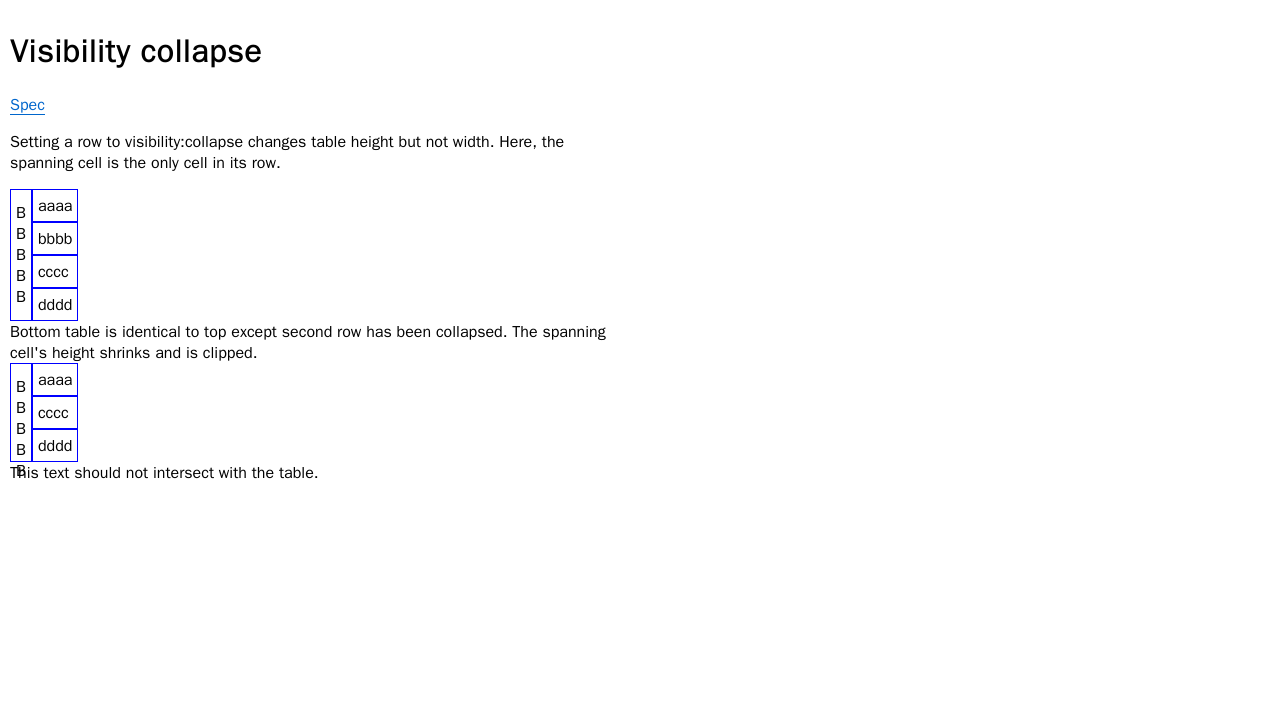 Visibility collapse
Spec
Setting a row to visibility:collapse changes table height but not width. Here, the
spanning cell is the only cell in its row.
B
B
B
B
B
aaaa
bbbb
cccc
dddd
Bottom table is identical to top except second row has been collapsed. The spanning
cell's height shrinks and is clipped.
B
B
B
B
B
aaaa
cccc
dddd
This text should not intersect with the table.